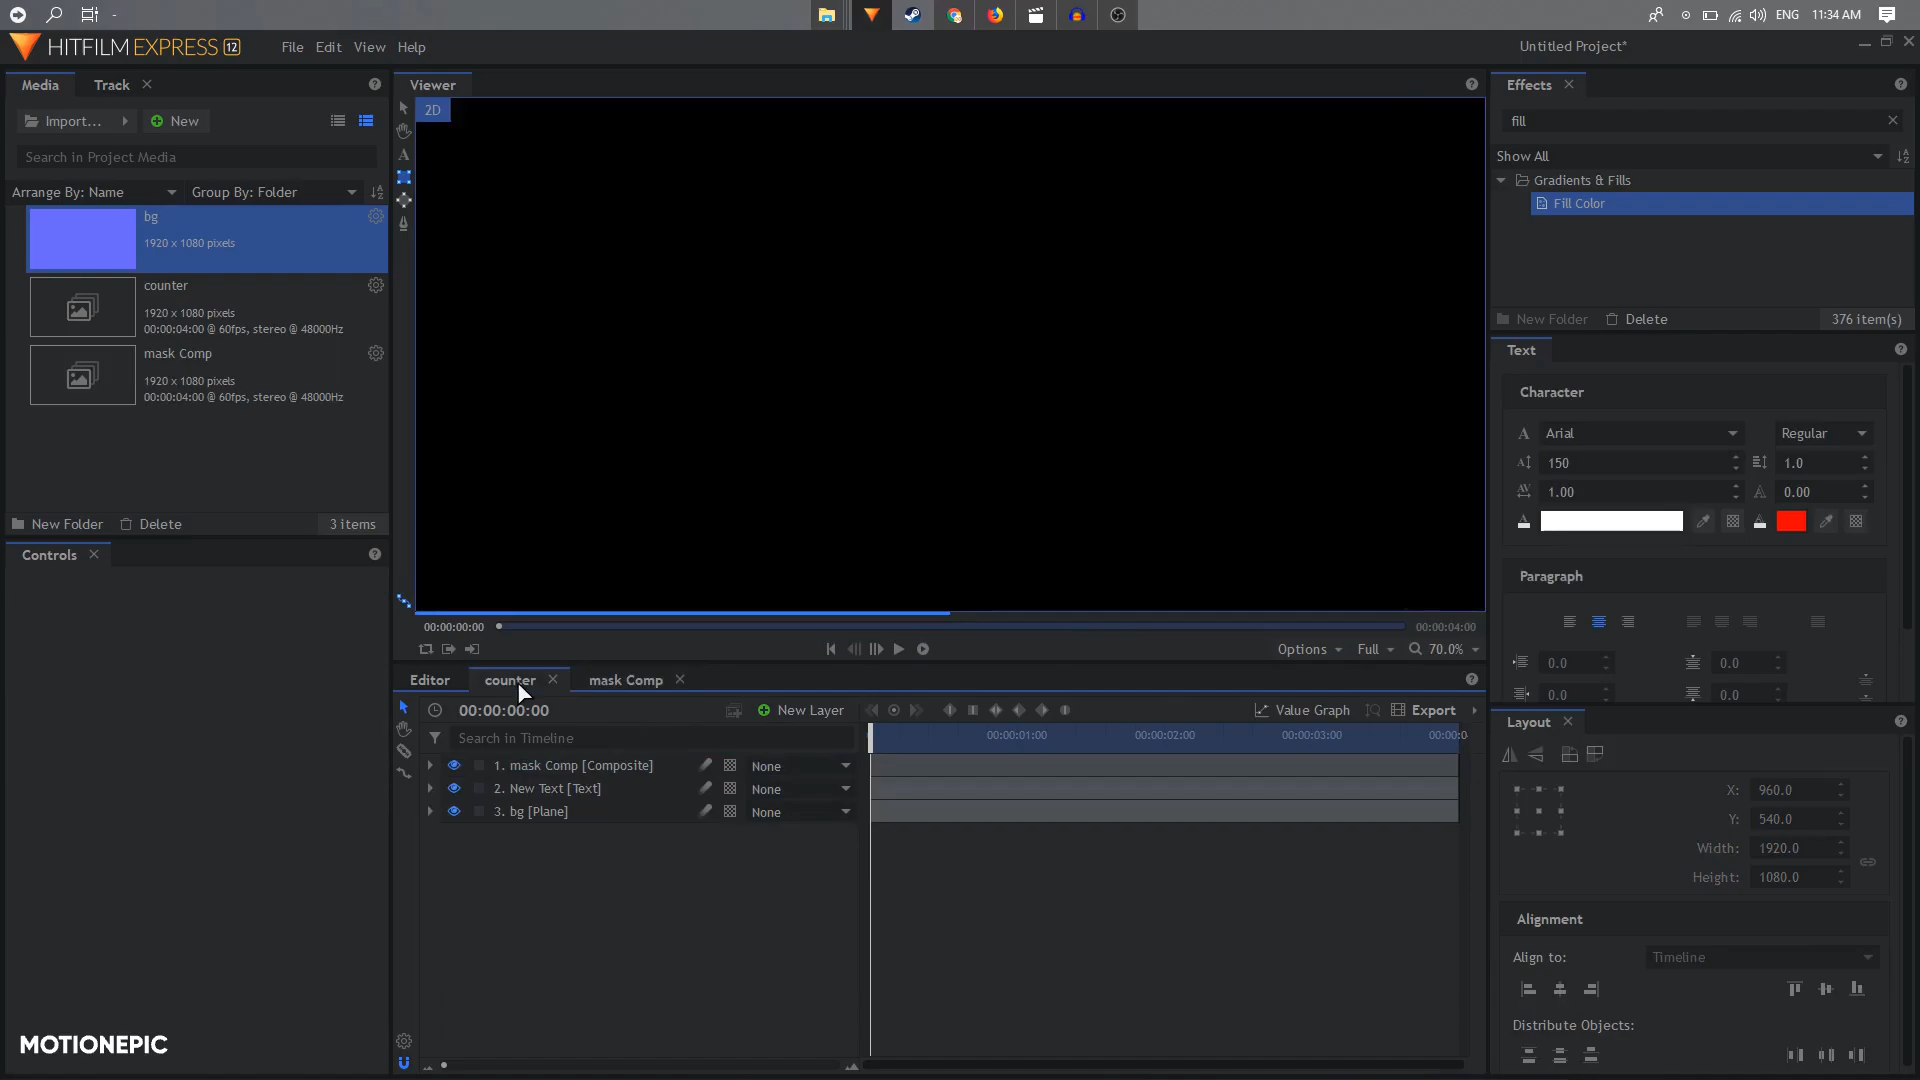 ENG 11:34 AM
HITFILM EXPRESS 12 File Edit View Help Untitled Project*
Media Track
Import... New
Search in Project Media
Arrange By: Name Group By: Folder
bg
1920 x 1080 pixels
counter
1920 x 1080 pixels
00:00:04:00 @ 60fps, stereo @ 48000Hz
mask Comp
1920 x 1080 pixels
00:00:04:00 @ 60fps, stereo @ 48000Hz
New Folder Delete 3 items
Controls
MOTIONEPIC
Viewer
2D
00:00:00:00 00:00:04:00
Options Full 70.0%
Editor counter mask Comp
00:00:00:00 New Layer Value Graph Export
Search in Timeline 00:00:01:00 00:00:02:00 00:00:03:00 00:00:0
1. mask Comp [Composite] None
2. New Text [Text] None
3. bg [Plane] None
Effects
fill
Show All
Gradients & Fills
Fill Color
New Folder Delete 376 item(s)
Text
Character
Arial Regular
150 1.0
1.00 0.00
Paragraph
0.0 0.0
0.0 0.0
Layout
X: 960.0
Y: 540.0
Width: 1920.0
Height: 1080.0
Alignment
Align to: Timeline
Distribute Objects: